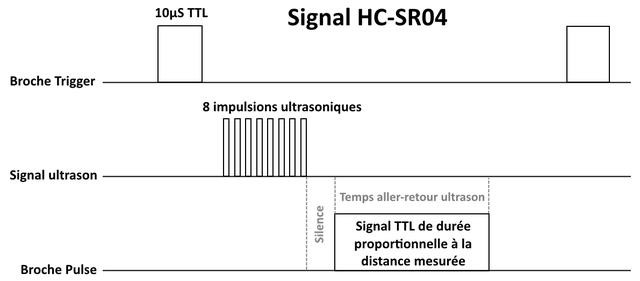 Signal HC-SR04
10µS TTL
Broche Trigger
8 impulsions ultrasoniques
Signal ultrason
Silence
Temps aller-retour ultrason
Signal TTL de durée
proportionnelle à la
distance mesurée
Broche Pulse